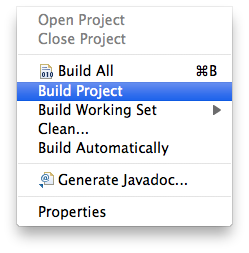 Open Project
Close Project
Build All ⌘B
Build Project
Build Working Set
Clean...
Build Automatically
Generate Javadoc...
Properties